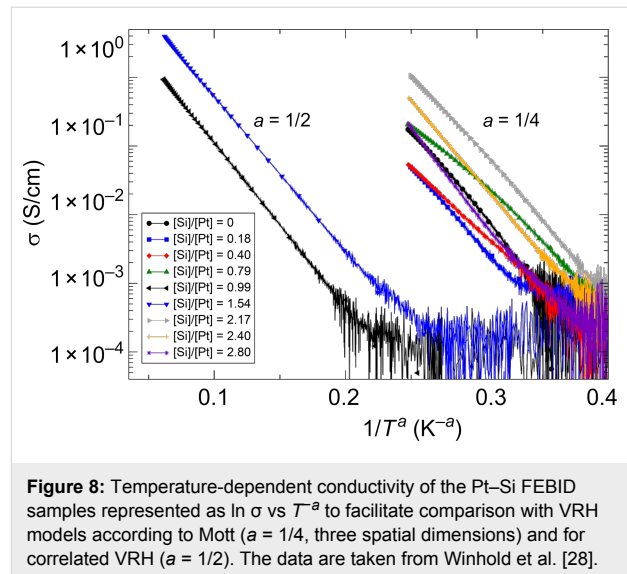 1 × 10⁰
1 × 10⁻¹
1 × 10⁻²
1 × 10⁻³
1 × 10⁻⁴
σ (S/cm)
a = 1/2
a = 1/4
[Si]/[Pt] = 0
[Si]/[Pt] = 0.18
[Si]/[Pt] = 0.40
[Si]/[Pt] = 0.79
[Si]/[Pt] = 0.99
[Si]/[Pt] = 1.54
[Si]/[Pt] = 2.17
[Si]/[Pt] = 2.40
[Si]/[Pt] = 2.80
0.1 0.2 0.3 0.4
1/Tᵃ (K⁻ᵃ)
Figure 8: Temperature-dependent conductivity of the Pt–Si FEBID
samples represented as ln σ vs T⁻ᵃ to facilitate comparison with VRH
models according to Mott (a = 1/4, three spatial dimensions) and for
correlated VRH (a = 1/2). The data are taken from Winhold et al. [28].